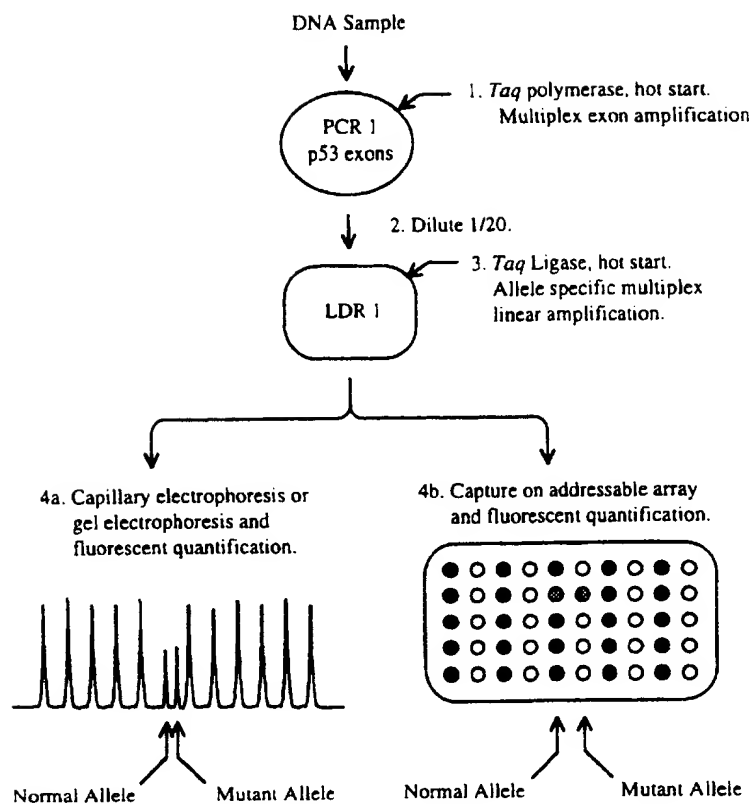 DNA Sample
1. Taq polymerase, hot start.
Multiplex exon amplification
PCR 1
p53 exons
2. Dilute 1/20.
3. Taq Ligase, hot start.
Allele specific multiplex
linear amplification.
LDR 1
4a. Capillary electrophoresis or
gel electrophoresis and
fluorescent quantification.
4b. Capture on addressable array
and fluorescent quantification.
Normal Allele
Mutant Allele
Normal Allele
Mutant Allele